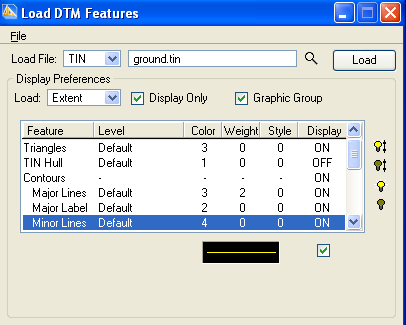 Load DTM Features
File
Load File: TIN ground.tin Load
Display Preferences
Load: Extent Display Only Graphic Group
Feature Level Color Weight Style Display
Triangles Default 3 0 0 ON
TIN Hull Default 1 0 0 OFF
Contours - - - - ON
Major Lines Default 3 2 0 ON
Major Label Default 2 0 0 ON
Minor Lines Default 4 0 0 ON